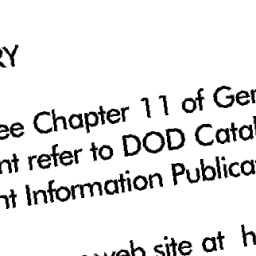 RY
ee Chapter 11 of Ger
nt refer to DOD Catal
nt Information Publica
web site at h